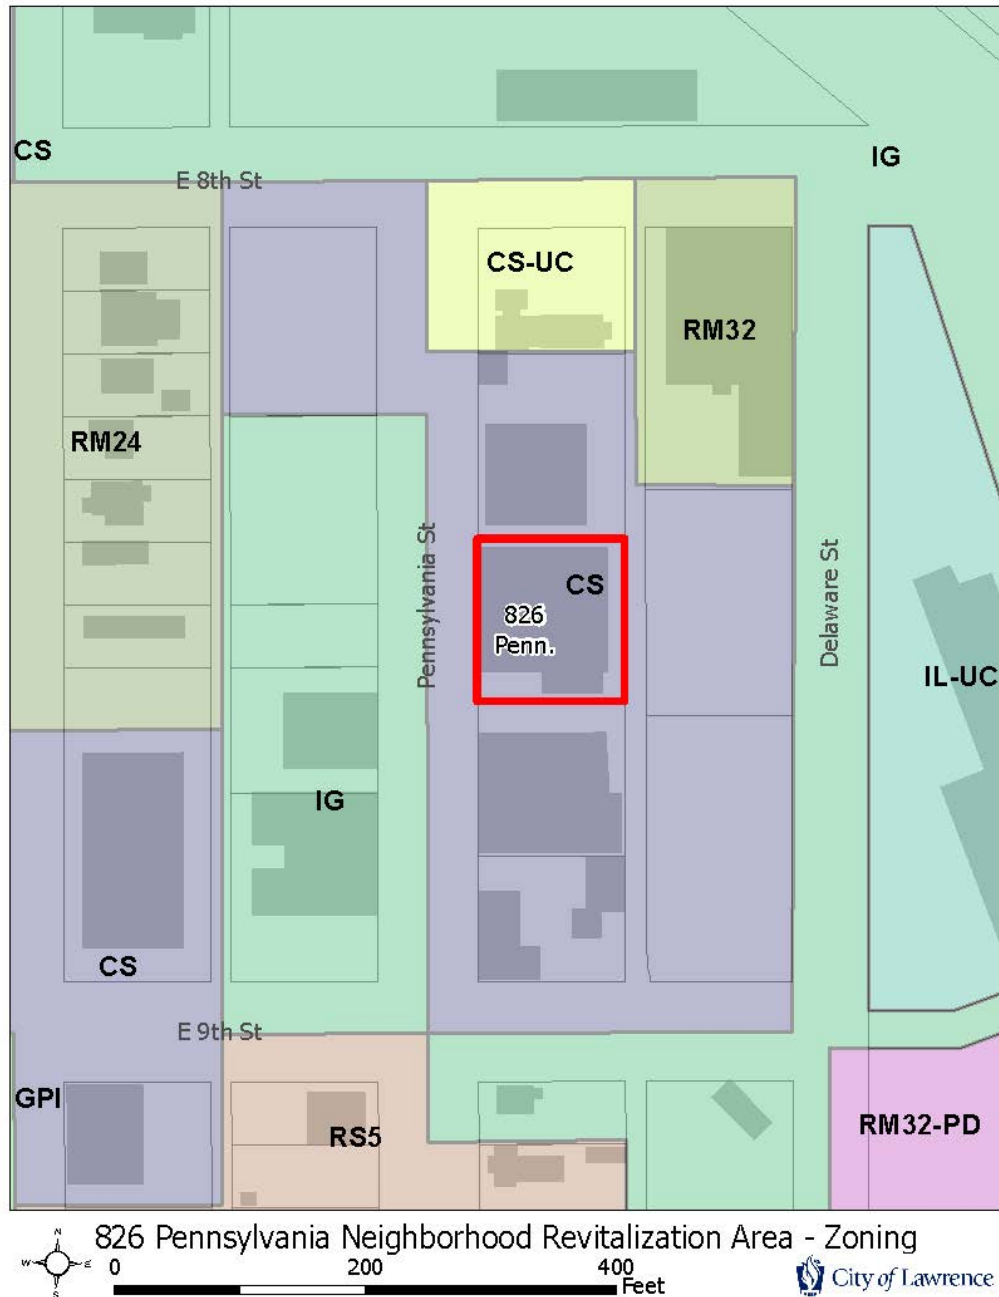 CS
IG
E 8th St
CS-UC
RM32
RM24
Pennsylvania St
Delaware St
CS
826
Penn.
IL-UC
IG
CS
E 9th St
GPI
RS5
RM32-PD
826 Pennsylvania Neighborhood Revitalization Area - Zoning
N
W
E
S
0 200 400
Feet
City of Lawrence